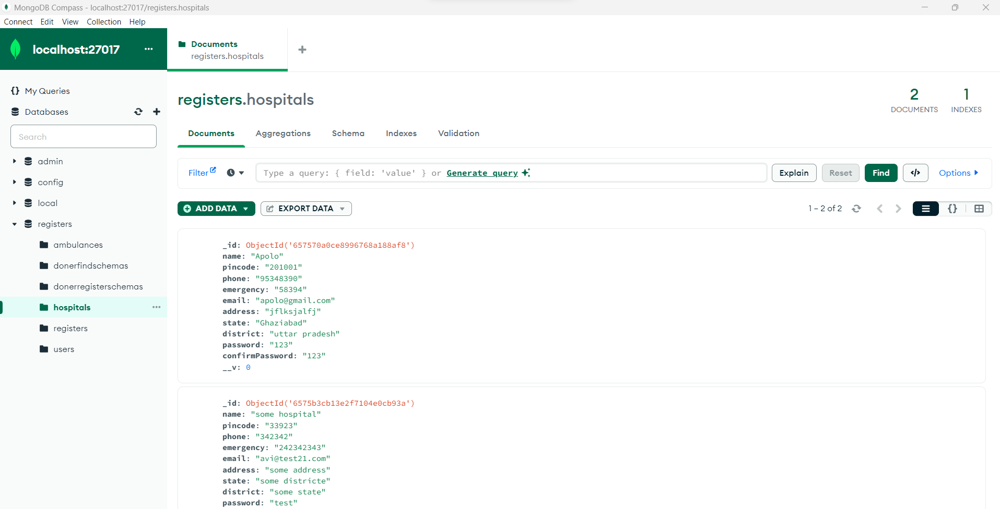 MongoDB Compass - localhost:27017/registers.hospitals
Connect Edit View Collection Help
localhost:27017 ···
Documents
registers.hospitals
+
{} My Queries
Databases
Search
admin
config
local
registers
ambulances
donerfindschemas
donerregisterschemas
hospitals ···
registers
users
registers.hospitals
2 DOCUMENTS
1 INDEXES
Documents Aggregations Schema Indexes Validation
Filter Type a query: { field: 'value' } or Generate query Explain Reset Find </> Options
ADD DATA EXPORT DATA 1 – 2 of 2 {}
_id: ObjectId('657570a0ce8996768a188af8')
name: "Apolo"
pincode: "201001"
phone: "95348390"
emergency: "58394"
email: "apolo@gmail.com"
address: "jflksjalfj"
state: "Ghaziabad"
district: "uttar pradesh"
password: "123"
confirmPassword: "123"
__v: 0
_id: ObjectId('6575b3cb13e2f7104e0cb93a')
name: "some hospital"
pincode: "33923"
phone: "342342"
emergency: "242342343"
email: "avi@test21.com"
address: "some address"
state: "some districte"
district: "some state"
password: "test"